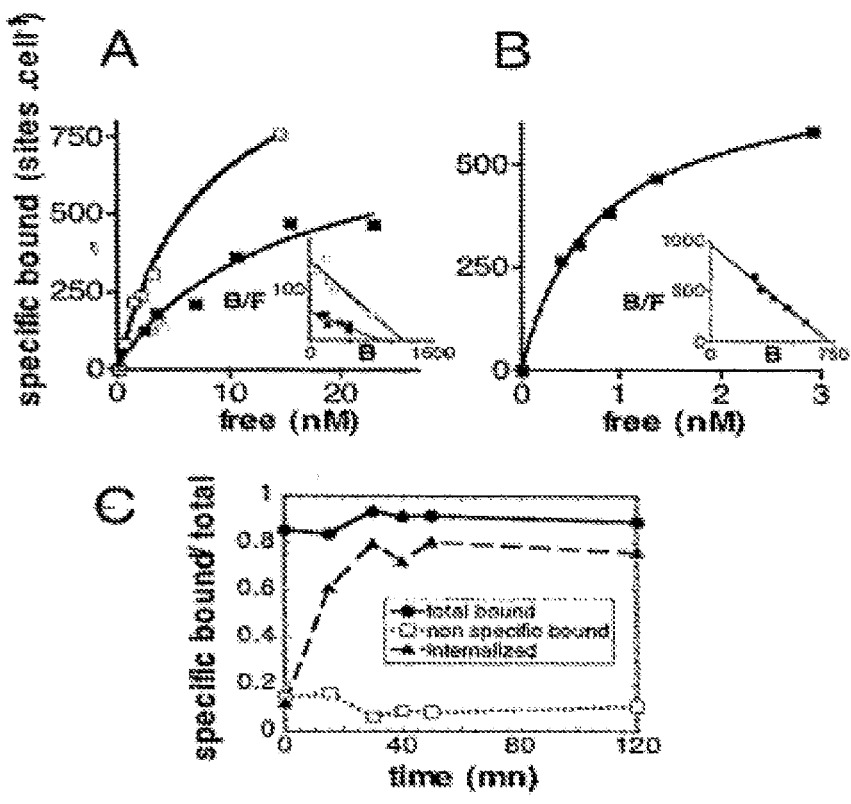 A
B
specific bound (sites .cell⁻¹)
750
500
250
0
0
10
20
free (nM)
B/F
100
0
B
1500
500
250
0
0
1
2
3
free (nM)
1000
500
0
B/F
0
B
750
C
specific bound/total
1
0.8
0.6
0.4
0.2
0
0
40
80
120
time (mn)
total bound
non specific bound
internalized